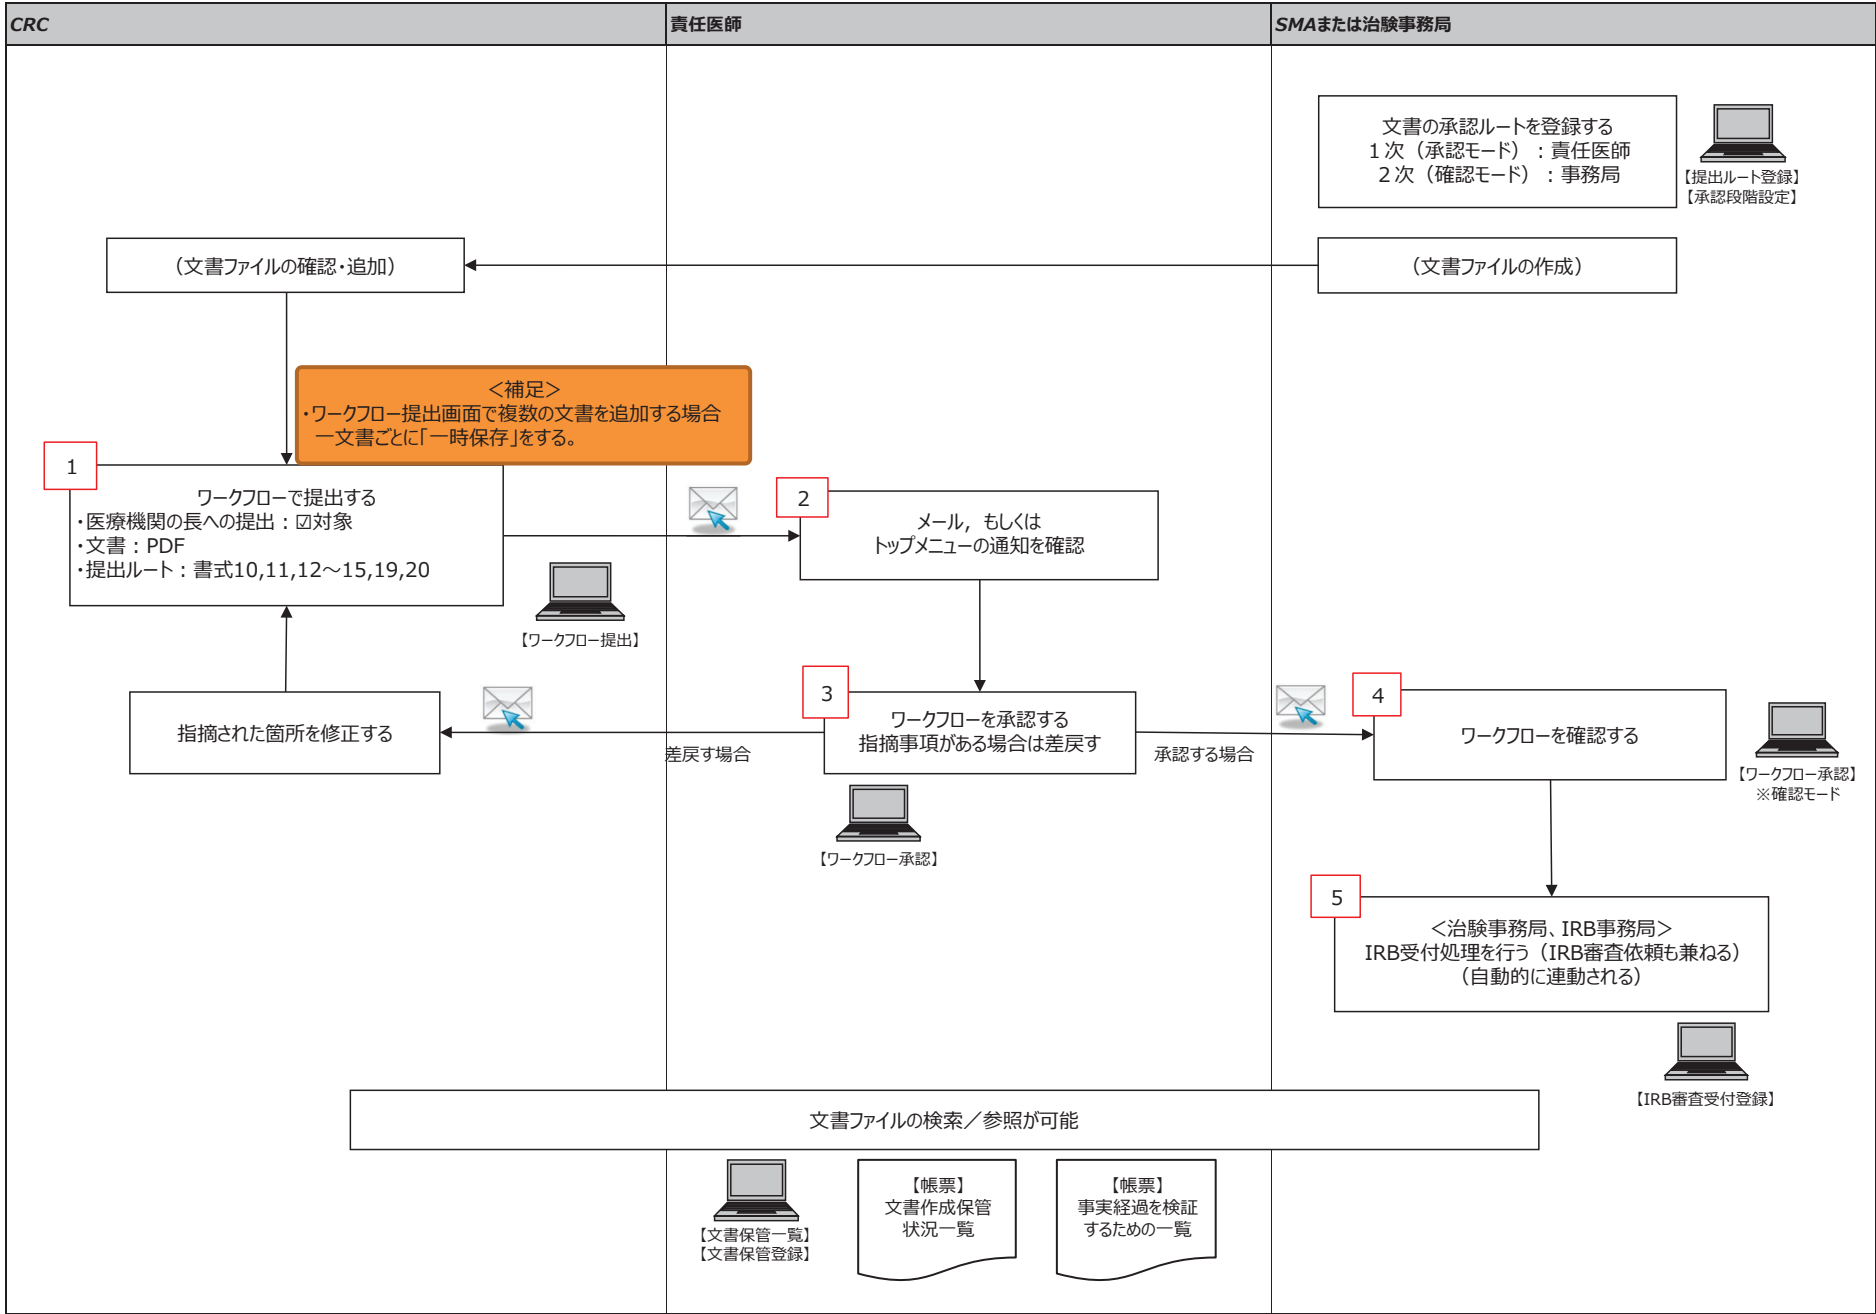 CRC
責任医師
SMAまたは治験事務局
文書の承認ルートを登録する
１次（承認モード）：責任医師
２次（確認モード）：事務局
【提出ルート登録】
【承認段階設定】
（文書ファイルの確認・追加）
（文書ファイルの作成）
＜補足＞
・ワークフロー提出画面で複数の文書を追加する場合
一文書ごとに「一時保存」をする。
1
ワークフローで提出する
・医療機関の長への提出：☑対象
・文書：PDF
・提出ルート：書式10,11,12～15,19,20
【ワークフロー提出】
2
メール，もしくは
トップメニューの通知を確認
指摘された箇所を修正する
差戻す場合
3
ワークフローを承認する
指摘事項がある場合は差戻す
【ワークフロー承認】
承認する場合
4
ワークフローを確認する
【ワークフロー承認】
※確認モード
5
＜治験事務局、IRB事務局＞
IRB受付処理を行う（IRB審査依頼も兼ねる）
（自動的に連動される）
【IRB審査受付登録】
文書ファイルの検索／参照が可能
【文書保管一覧】
【文書保管登録】
【帳票】
文書作成保管
状況一覧
【帳票】
事実経過を検証
するための一覧